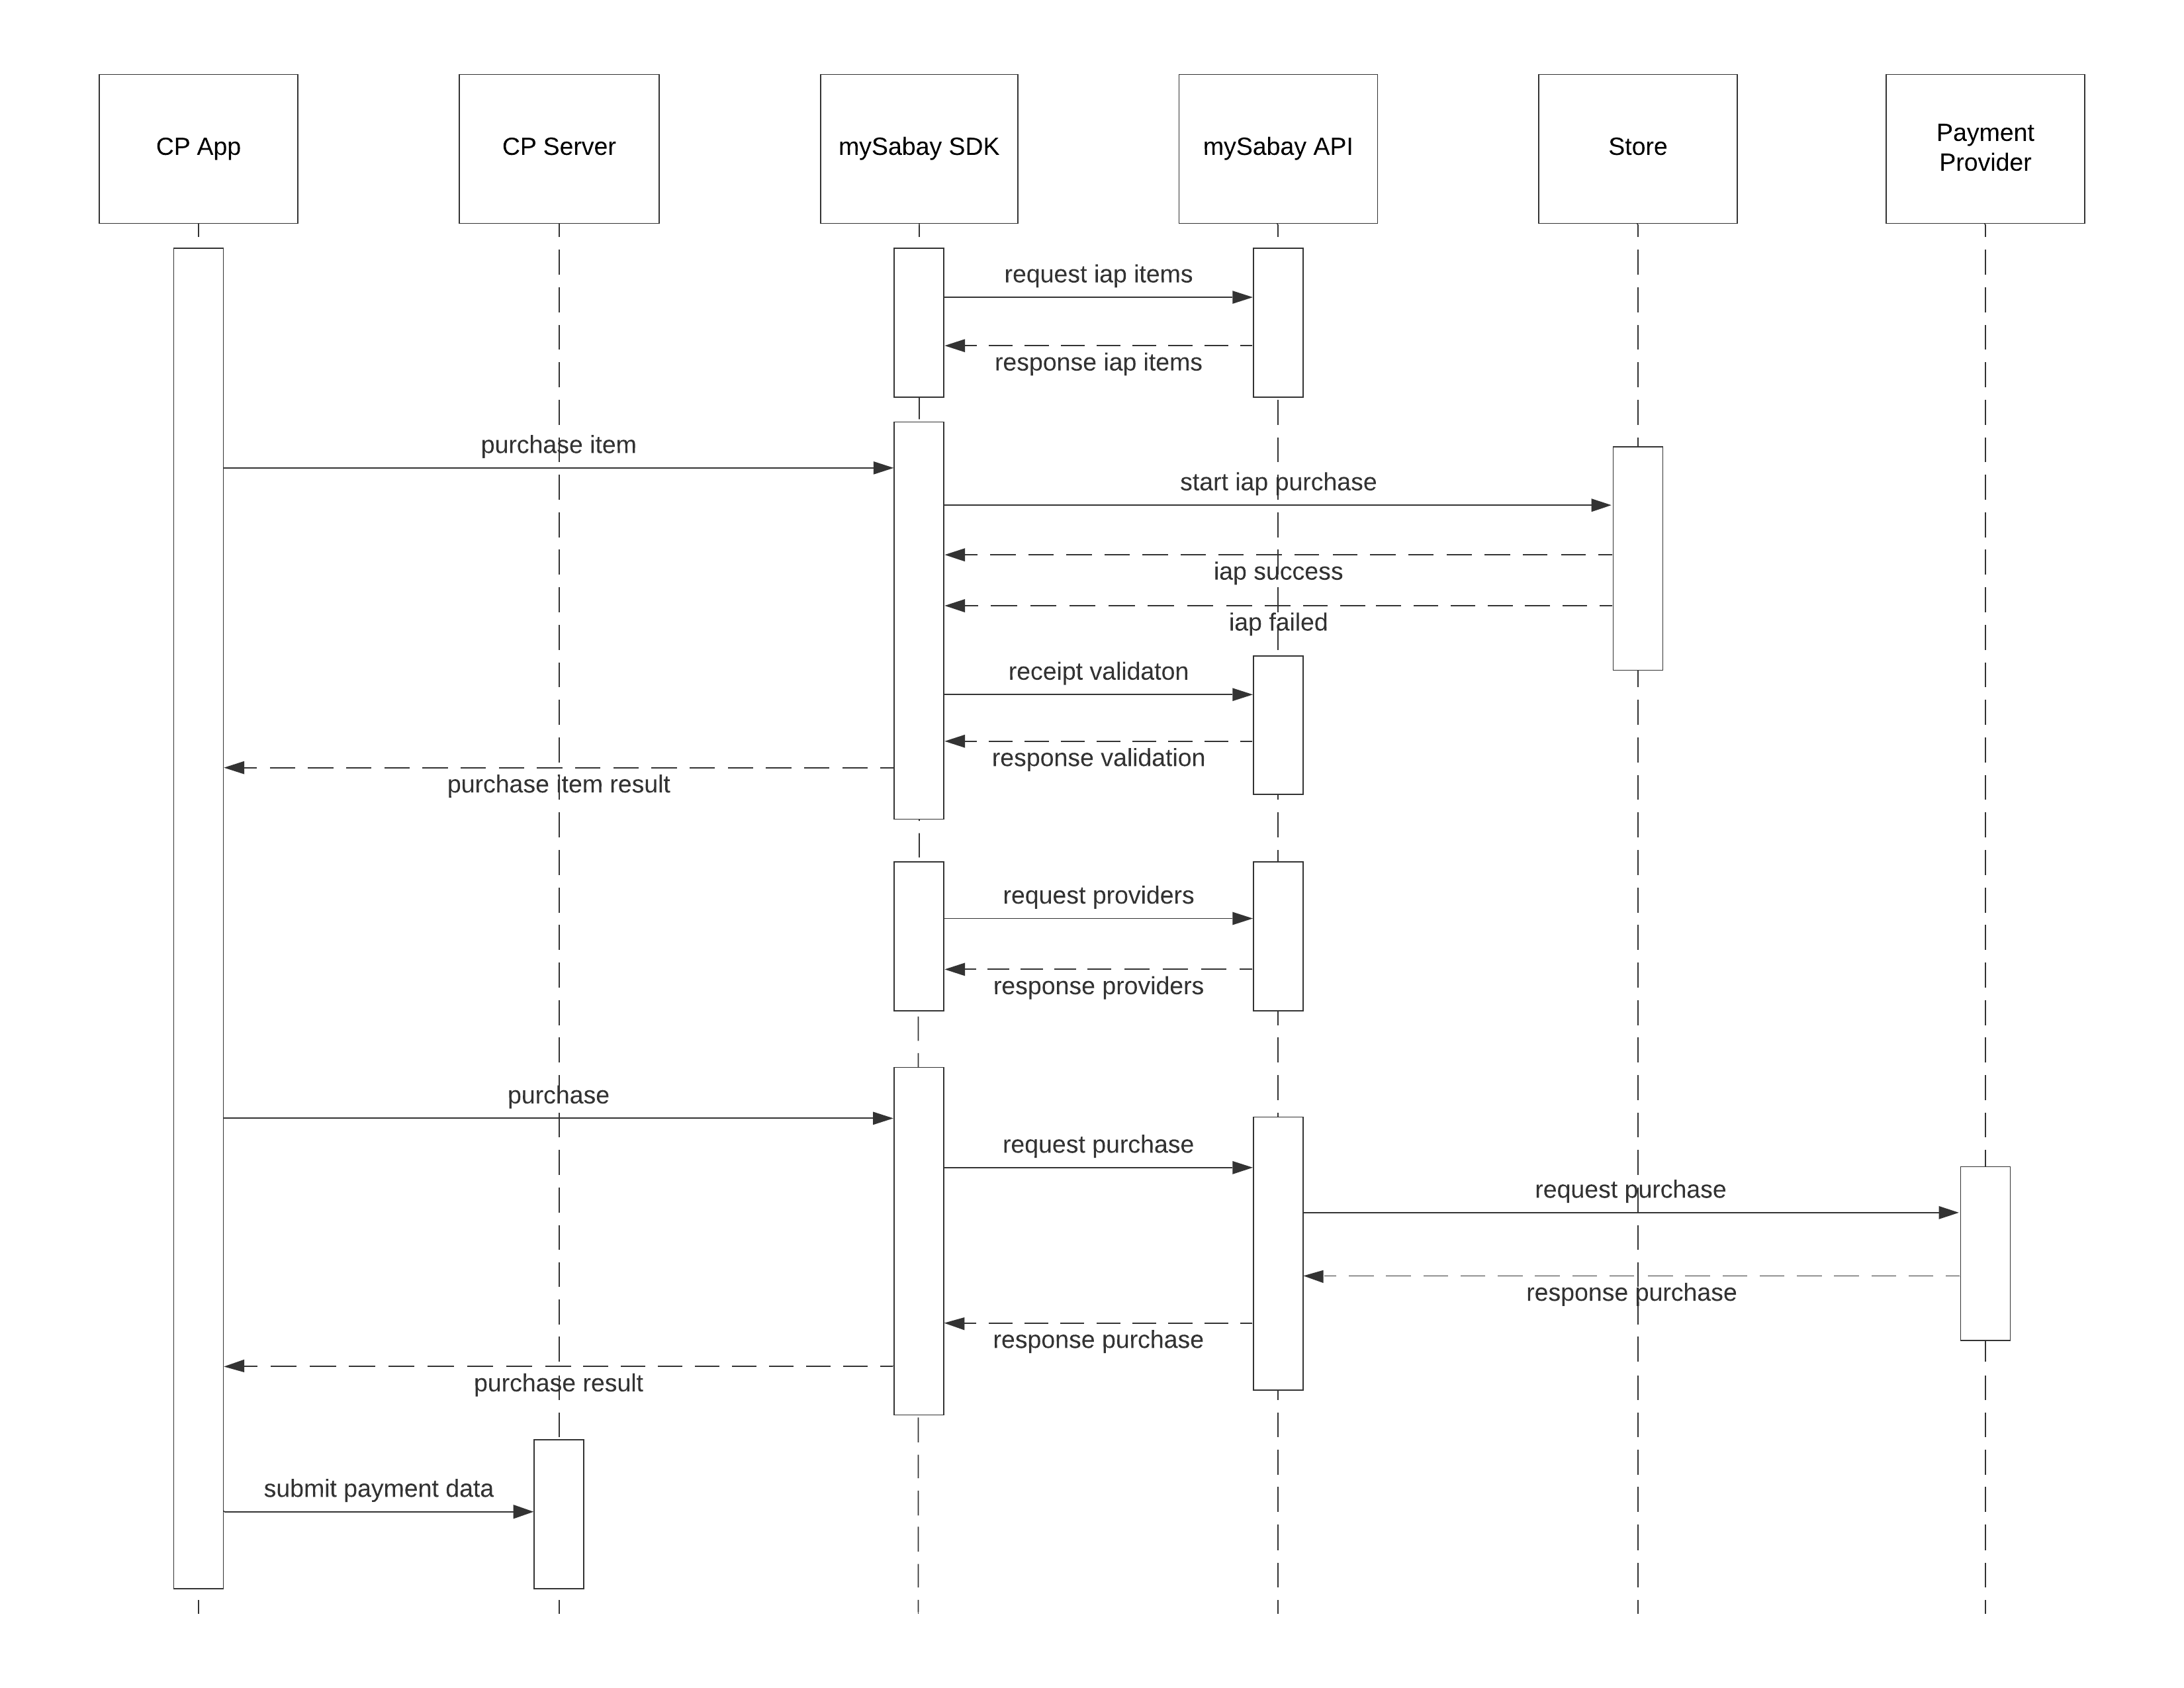 CP App
CP Server
mySabay SDK
mySabay API
Store
Payment
Provider
request iap items
response iap items
purchase item
start iap purchase
iap success
iap failed
receipt validaton
response validation
purchase item result
request providers
response providers
purchase
request purchase
request purchase
response purchase
response purchase
purchase result
submit payment data